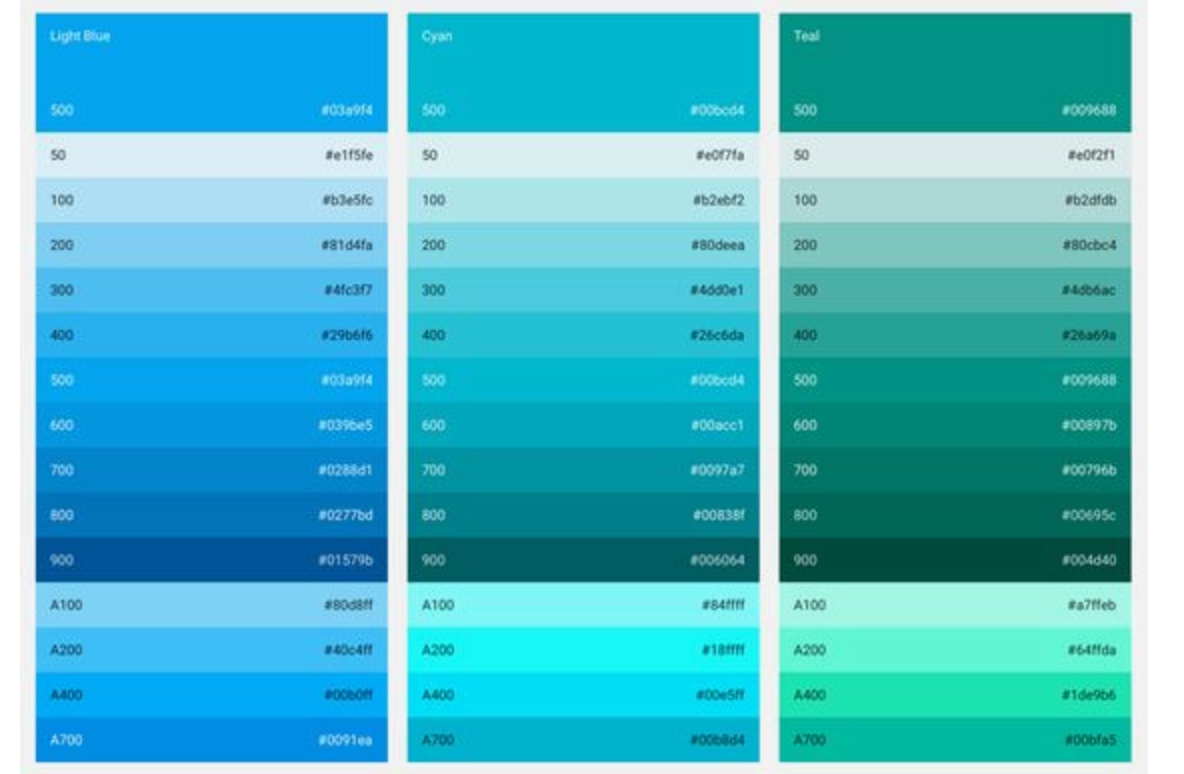 Light Blue
500 #03a9f4
50 #e1f5fe
100 #b3e5fc
200 #81d4fa
300 #4fc3f7
400 #29b6f6
500 #03a9f4
600 #039be5
700 #0288d1
800 #0277bd
900 #01579b
A100 #80d8ff
A200 #40c4ff
A400 #00b0ff
A700 #0091ea
Cyan
500 #00bcd4
50 #e0f7fa
100 #b2ebf2
200 #80deea
300 #4dd0e1
400 #26c6da
500 #00bcd4
600 #00acc1
700 #0097a7
800 #00838f
900 #006064
A100 #84ffff
A200 #18ffff
A400 #00e5ff
A700 #00b8d4
Teal
500 #009688
50 #e0f2f1
100 #b2dfdb
200 #80cbc4
300 #4db6ac
400 #26a69a
500 #009688
600 #00897b
700 #00796b
800 #00695c
900 #004d40
A100 #a7ffeb
A200 #64ffda
A400 #1de9b6
A700 #00bfa5